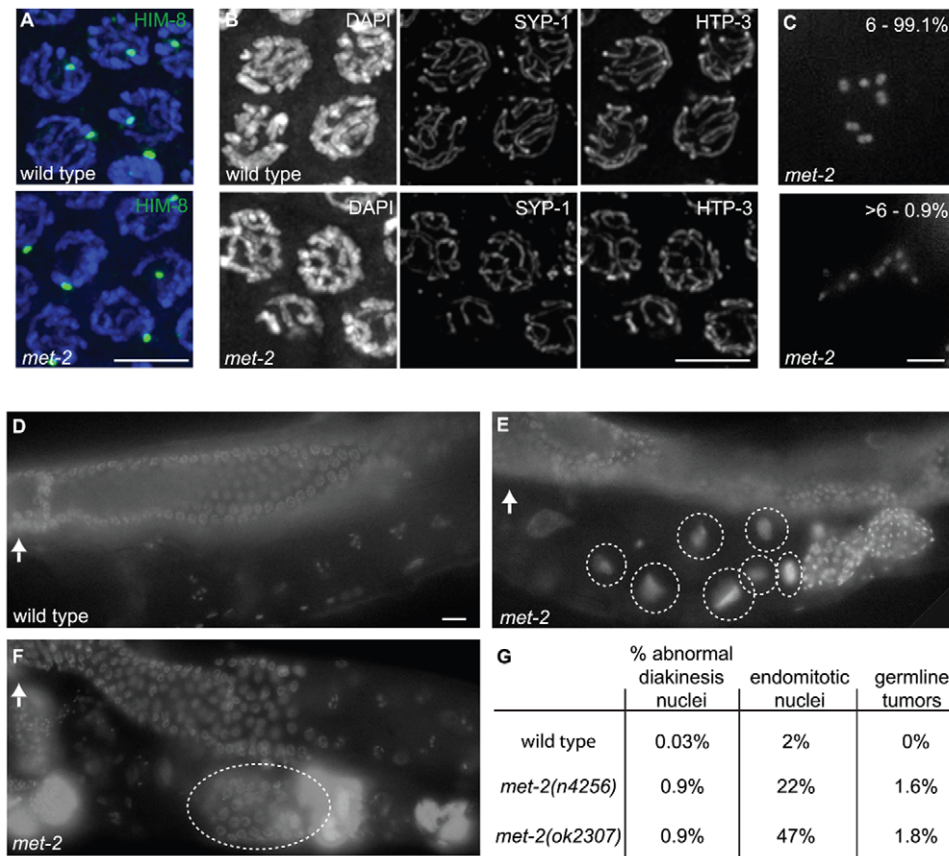 A
HIM-8
wild type
HIM-8
met-2
B
DAPI
SYP-1
HTP-3
wild type
DAPI
SYP-1
HTP-3
met-2
C
6 - 99.1%
met-2
>6 - 0.9%
met-2
D
wild type
E
met-2
F
met-2
G
% abnormal diakinesis nuclei
endomitotic nuclei
germline tumors
wild type 0.03% 2% 0%
met-2(n4256) 0.9% 22% 1.6%
met-2(ok2307) 0.9% 47% 1.8%